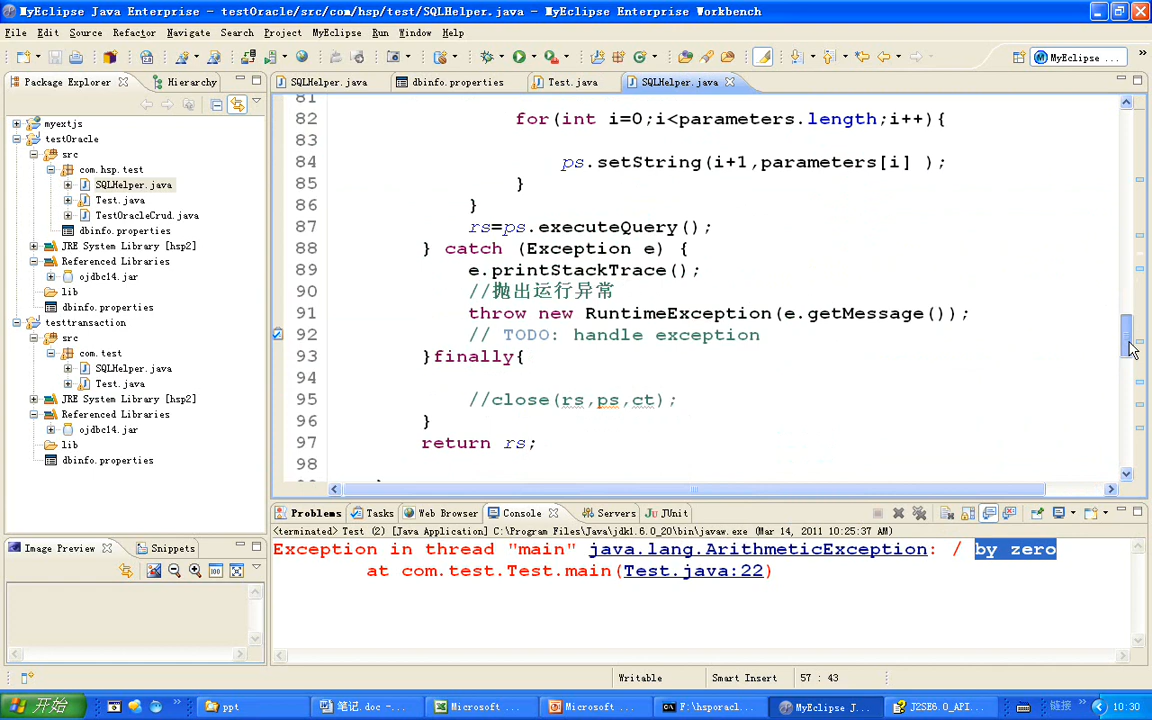 MyEclipse Java Enterprise - testOracle/src/com/hsp/test/SQLHelper.java - MyEclipse Enterprise Workbench
File Edit Source Refactor Navigate Search Project MyEclipse Run Window Help
MyEclipse ...
Package Explorer Hierarchy
SQLHelper.java dbinfo.properties Test.java SQLHelper.java
myextjs
testOracle
src
com.hsp.test
SQLHelper.java
Test.java
TestOracleCrud.java
dbinfo.properties
JRE System Library [hsp2]
Referenced Libraries
ojdbc14.jar
lib
dbinfo.properties
testtransaction
src
com.test
SQLHelper.java
Test.java
JRE System Library [hsp2]
Referenced Libraries
ojdbc14.jar
lib
dbinfo.properties
81
82 for(int i=0;i<parameters.length;i++){
83
84 ps.setString(i+1,parameters[i] );
85 }
86 }
87 rs=ps.executeQuery();
88 } catch (Exception e) {
89 e.printStackTrace();
90 //抛出运行异常
91 throw new RuntimeException(e.getMessage());
92 // TODO: handle exception
93 }finally{
94
95 //close(rs,ps,ct);
96 }
97 return rs;
98
Image Preview Snippets
Problems Tasks Web Browser Console Servers JUnit
<terminated> Test (2) [Java Application] C:\Program Files\Java\jdk1.6.0_20\bin\javaw.exe (Mar 14, 2011 10:25:37 AM)
Exception in thread "main" java.lang.ArithmeticException: / by zero
at com.test.Test.main(Test.java:22)
Writable Smart Insert 57 : 43
开始 ppt 笔记.doc - Mic... Microsoft ... Microsoft ... F:\hsporacl... MyEclipse J... J2SE6.0_API... 链接 10:30